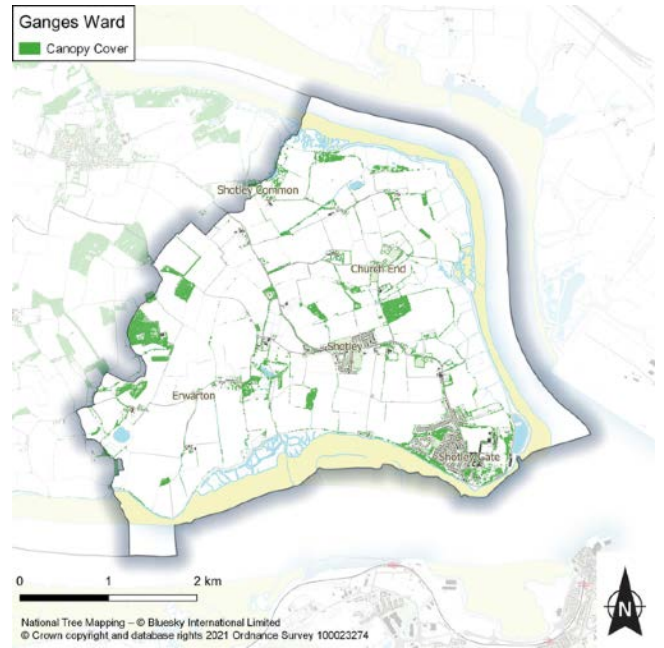 Ganges Ward
Canopy Cover
Shotley Common
Church End
Shotley
Erwarton
Shotley Gate
0 1 2 km
N
National Tree Mapping – © Bluesky International Limited
© Crown copyright and database rights 2021 Ordnance Survey 100023274